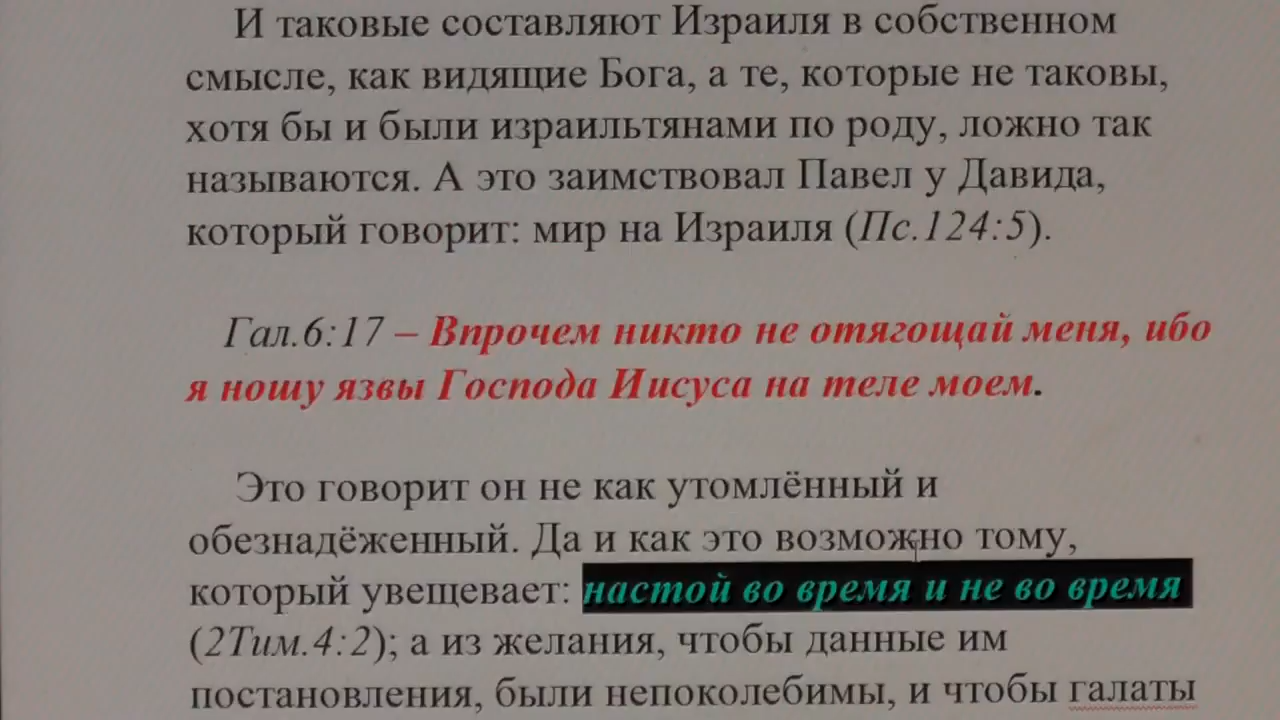 И таковые составляют Израиля в собственном
смысле, как видящие Бога, а те, которые не таковы,
хотя бы и были израильтянами по роду, ложно так
называются. А это заимствовал Павел у Давида,
который говорит: мир на Израиля (Пс.124:5).
Гал.6:17 – Впрочем никто не отягощай меня, ибо
я ношу язвы Господа Иисуса на теле моем.
Это говорит он не как утомлённый и
обезнадёженный. Да и как это возможно тому,
который увещевает: настой во время и не во время
(2Тим.4:2); а из желания, чтобы данные им
постановления, были непоколебимы, и чтобы галаты